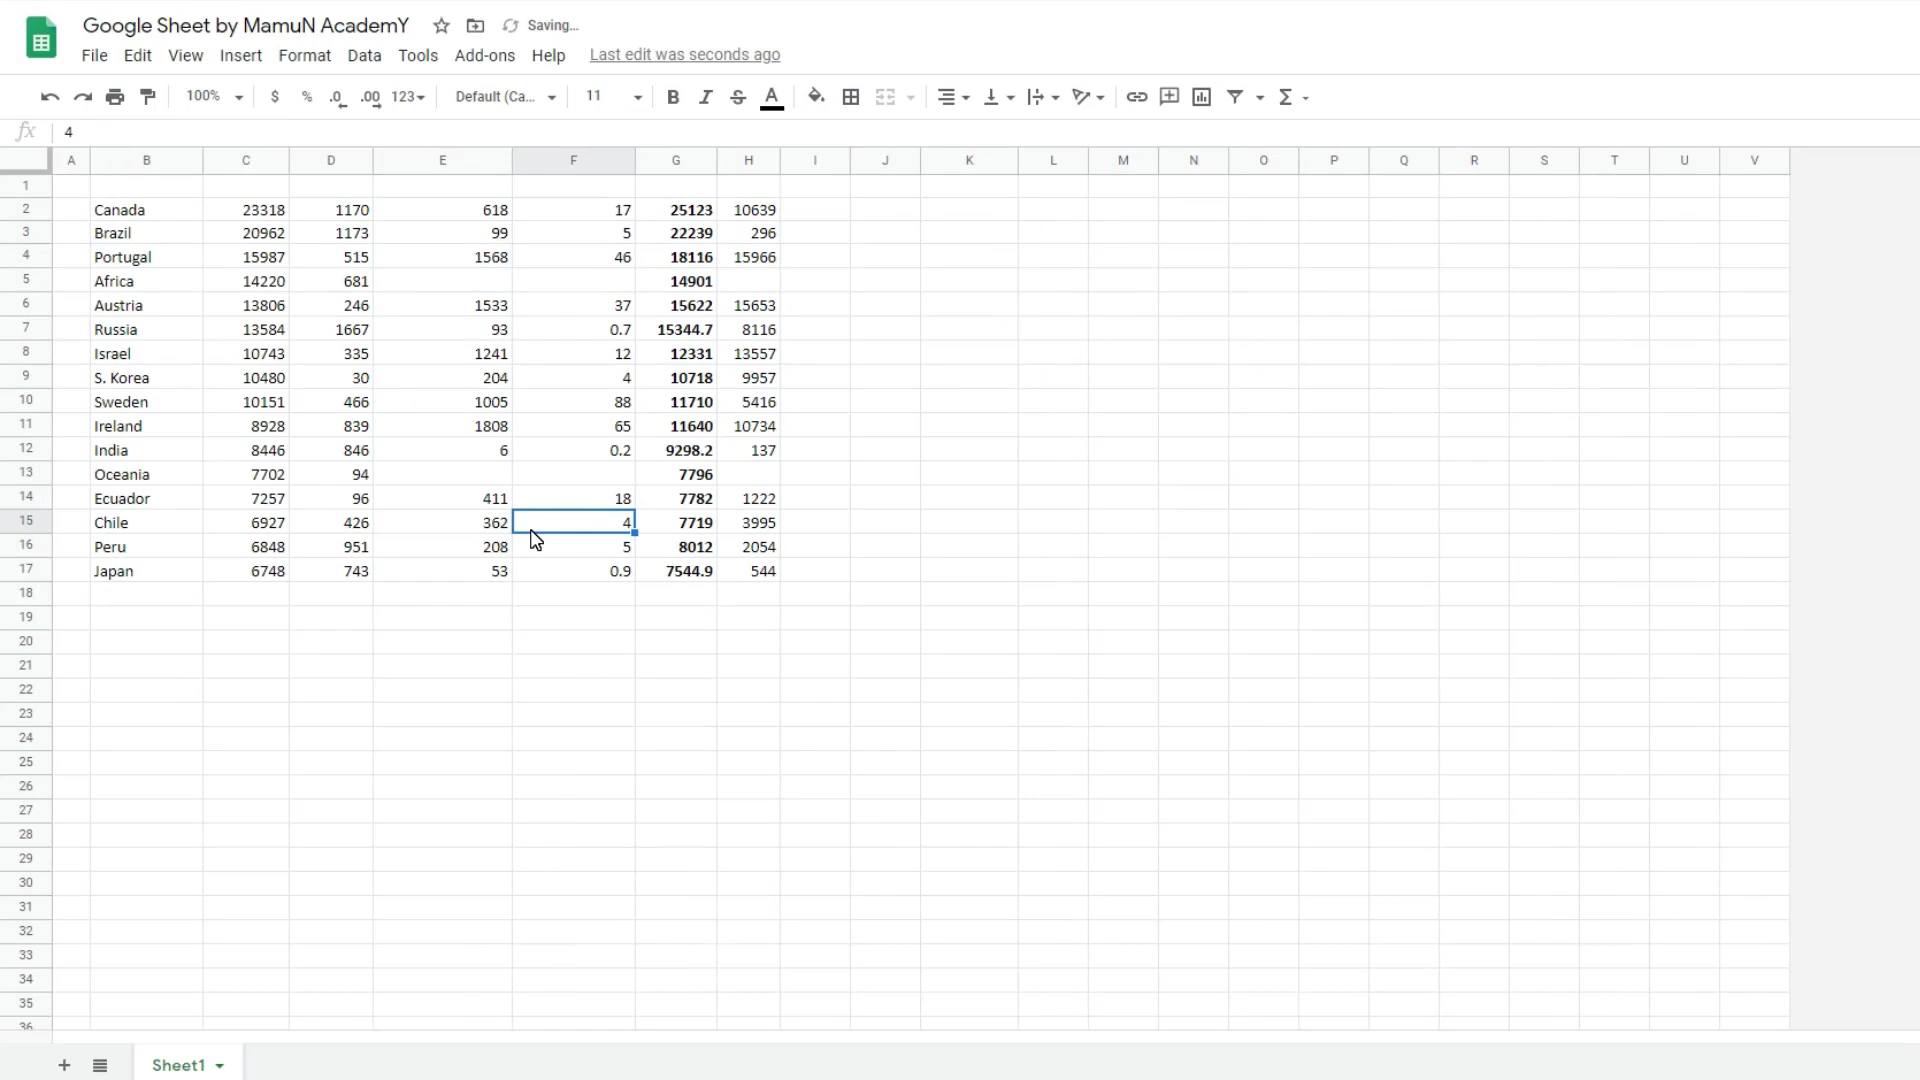 Google Sheet by MamuN AcademY Saving...
File Edit View Insert Format Data Tools Add-ons Help Last edit was seconds ago
100% $ % .0 .00 123 Default (Ca... 11 B I S A Σ
fx 4
A B C D E F G H I J K L M N O P Q R S T U V
1
2 Canada 23318 1170 618 17 25123 10639
3 Brazil 20962 1173 99 5 22239 296
4 Portugal 15987 515 1568 46 18116 15966
5 Africa 14220 681 14901
6 Austria 13806 246 1533 37 15622 15653
7 Russia 13584 1667 93 0.7 15344.7 8116
8 Israel 10743 335 1241 12 12331 13557
9 S. Korea 10480 30 204 4 10718 9957
10 Sweden 10151 466 1005 88 11710 5416
11 Ireland 8928 839 1808 65 11640 10734
12 India 8446 846 6 0.2 9298.2 137
13 Oceania 7702 94 7796
14 Ecuador 7257 96 411 18 7782 1222
15 Chile 6927 426 362 4 7719 3995
16 Peru 6848 951 208 5 8012 2054
17 Japan 6748 743 53 0.9 7544.9 544
18
19
20
21
22
23
24
25
26
27
28
29
30
31
32
33
34
35
36
+ Sheet1